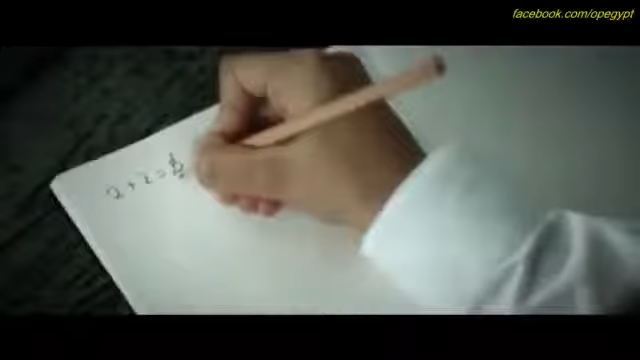 facebook.com/opegypt
2 + 2 =